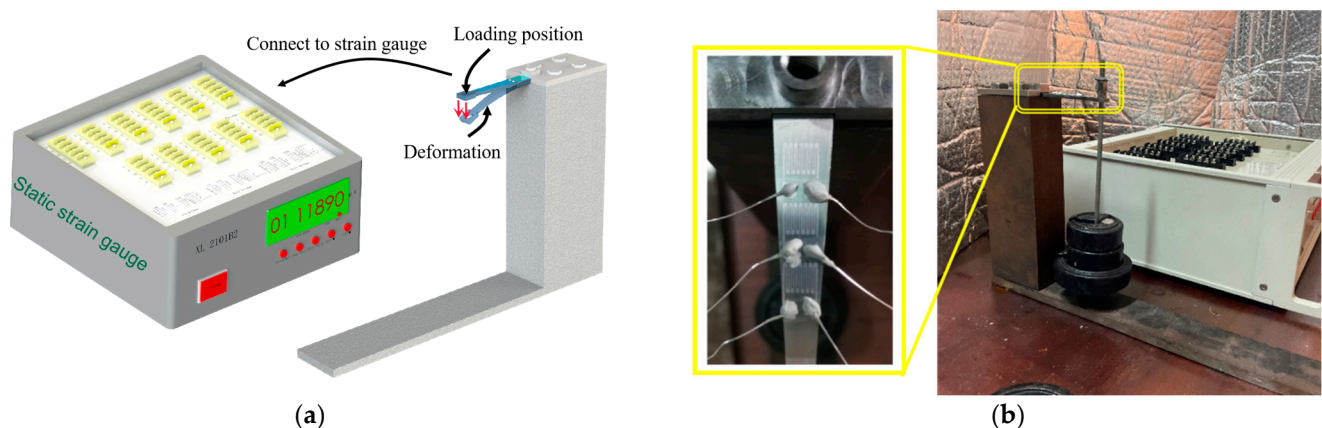 Connect to strain gauge
Loading position
Deformation
Static strain gauge
XL 2101B2
01 11890
(a)
(b)